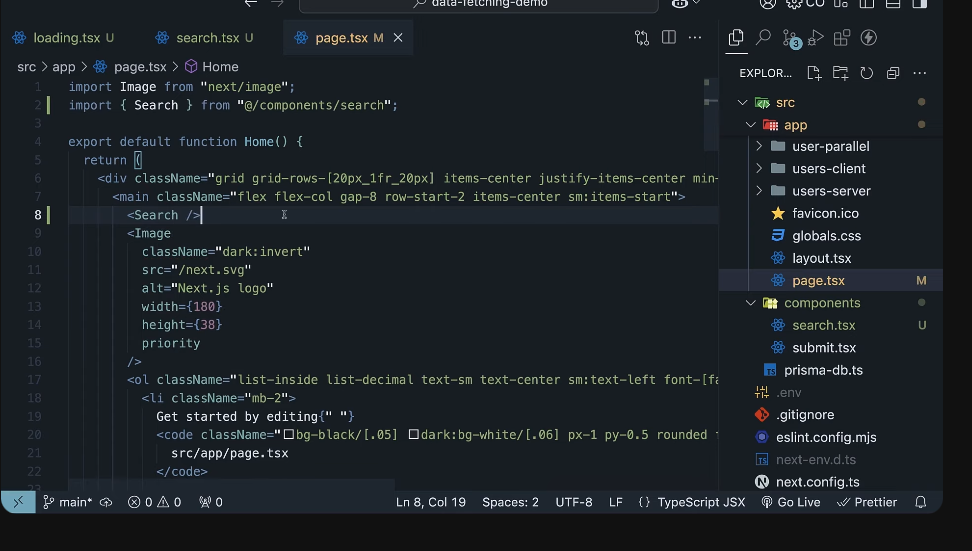 data-fetching-demo
loading.tsx U
search.tsx U
page.tsx M
src > app > page.tsx > Home
EXPLOR...
3
1 import Image from "next/image";
2 import { Search } from "@/components/search";
3
4 export default function Home() {
5 return (
6 <div className="grid grid-rows-[20px_1fr_20px] items-center justify-items-center min-
7 <main className="flex flex-col gap-8 row-start-2 items-center sm:items-start">
8 <Search />
9 <Image
10 className="dark:invert"
11 src="/next.svg"
12 alt="Next.js logo"
13 width={180}
14 height={38}
15 priority
16 />
17 <ol className="list-inside list-decimal text-sm text-center sm:text-left font-[fa
18 <li className="mb-2">
19 Get started by editing{" "}
20 <code className="bg-black/[.05] dark:bg-white/[.06] px-1 py-0.5 rounded f
21 src/app/page.tsx
22 </code>
23
src
app
user-parallel
users-client
users-server
favicon.ico
globals.css
layout.tsx
page.tsx M
components
search.tsx U
submit.tsx
prisma-db.ts
.env
.gitignore
eslint.config.mjs
next-env.d.ts
next.config.ts
main* 0 0 0 Ln 8, Col 19 Spaces: 2 UTF-8 LF {} TypeScript JSX Go Live Prettier